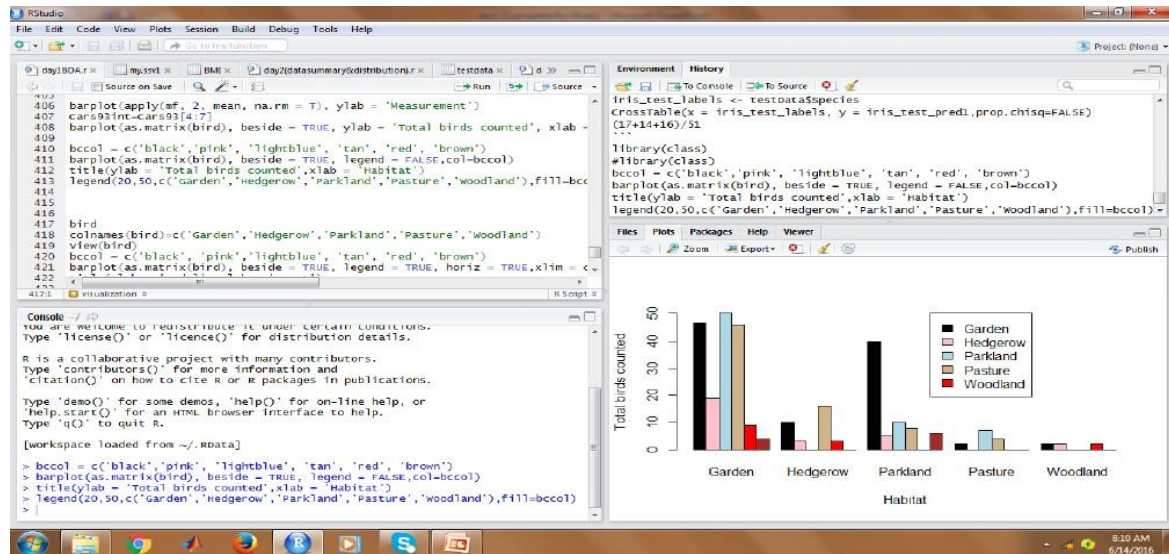 RStudio
File Edit Code View Plots Session Build Debug Tools Help
Go to file/function
Project: (None)
day1BDA.r
my.ssv1
BMI
day2(datasummary&distribution).r
testdata
Source on Save
Run
Source
406 barplot(apply(mf, 2, mean, na.rm = T), ylab = 'Measurement')
407 cars93int=cars93[4:7]
408 barplot(as.matrix(bird), beside = TRUE, ylab = 'Total birds counted', xlab =
409
410 bccol = c('black','pink', 'lightblue', 'tan', 'red', 'brown')
411 barplot(as.matrix(bird), beside = TRUE, legend = FALSE,col=bccol)
412 title(ylab = 'Total birds counted',xlab = 'Habitat')
413 legend(20,50,c('Garden','Hedgerow','Parkland','Pasture','Woodland'),fill=bcc
414
415
416
417 bird
418 colnames(bird)=c('Garden','Hedgerow','Parkland','Pasture','Woodland')
419 view(bird)
420 bccol = c('black','pink','lightblue', 'tan', 'red', 'brown')
421 barplot(as.matrix(bird), beside = TRUE, legend = TRUE, horiz = TRUE,xlim = c
422
417:1 visualization R Script
Console ~/
You are welcome to redistribute it under certain conditions.
Type 'license()' or 'licence()' for distribution details.
R is a collaborative project with many contributors.
Type 'contributors()' for more information and
'citation()' on how to cite R or R packages in publications.
Type 'demo()' for some demos, 'help()' for on-line help, or
'help.start()' for an HTML browser interface to help.
Type 'q()' to quit R.
[workspace loaded from ~/.RData]
> bccol = c('black','pink', 'lightblue', 'tan', 'red', 'brown')
> barplot(as.matrix(bird), beside = TRUE, legend = FALSE,col=bccol)
> title(ylab = 'Total birds counted',xlab = 'Habitat')
> legend(20,50,c('Garden','Hedgerow','Parkland','Pasture','Woodland'),fill=bccol)
>
Environment History
To Console To Source
iris_test_labels <- testData$species
CrossTable(x = iris_test_labels, y = iris_test_pred1,prop.chisq=FALSE)
(17+14+16)/51
```
library(class)
#library(class)
bccol = c('black','pink', 'lightblue', 'tan', 'red', 'brown')
barplot(as.matrix(bird), beside = TRUE, legend = FALSE,col=bccol)
title(ylab = 'Total birds counted',xlab = 'Habitat')
legend(20,50,c('Garden','Hedgerow','Parkland','Pasture','Woodland'),fill=bccol)
Files Plots Packages Help Viewer
Zoom Export Publish
Total birds counted
50
40
30
20
10
0
Garden
Hedgerow
Parkland
Pasture
Woodland
Garden Hedgerow Parkland Pasture Woodland
Habitat
8:10 AM
6/14/2016